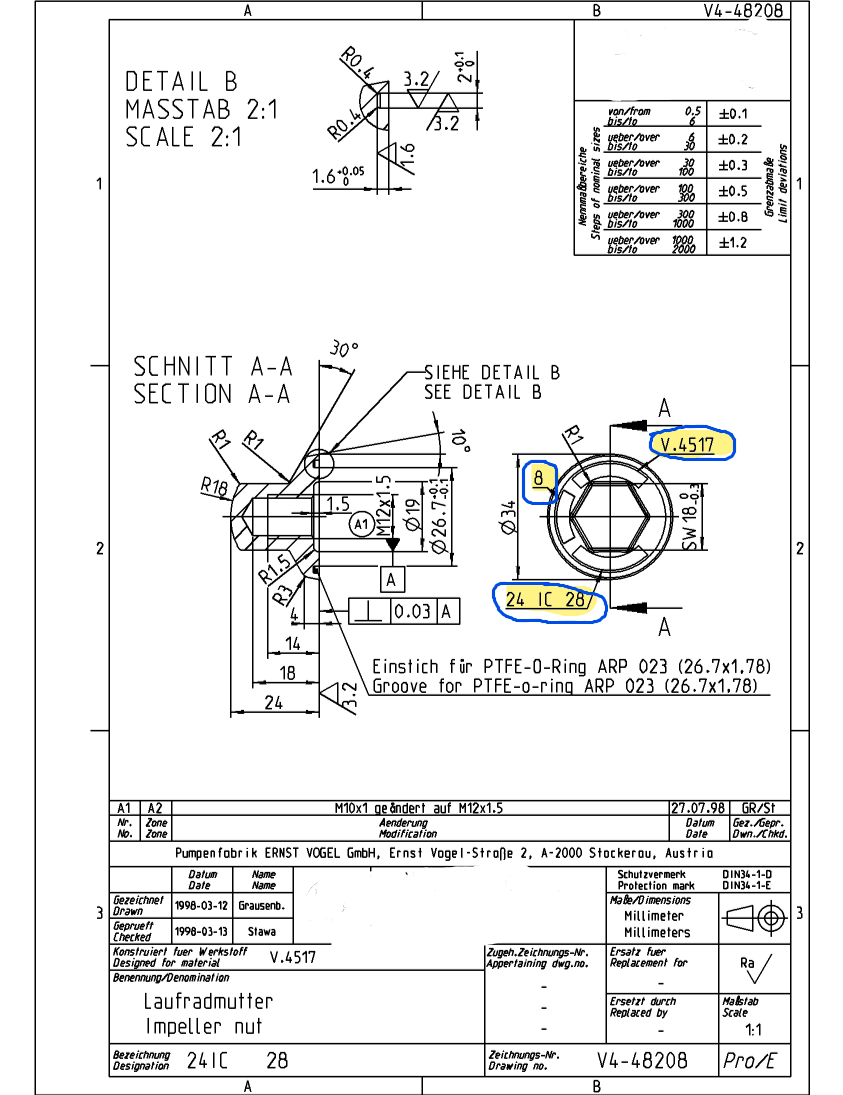 A B V4-48208
DETAIL B
MASSTAB 2:1
SCALE 2:1
R0.4
R0.4
3.2
3.2
2 +0.1 0
1.6
1.6 +0.05 0
von/from 0,5
bis/to 6
±0.1
ueber/over 6
bis/to 30
±0.2
ueber/over 30
bis/to 100
±0.3
ueber/over 100
bis/to 300
±0.5
ueber/over 300
bis/to 1000
±0.8
ueber/over 1000
bis/to 2000
±1.2
Nennmaßbereiche
Steps of nominal sizes
Grenzabmaße
Limit deviations
1 1
SCHNITT A-A
SECTION A-A
30°
SIEHE DETAIL B
SEE DETAIL B
10°
R1
R1
R18
1.5
A1
M12x1.5
Ø19
Ø26.7 -0.1 -0.1
A
R1.5
R3
4
⊥ 0.03 A
14
18
24
3.2
A
R1
V.4517
8
Ø34
SW 18 0 -0.3
24 IC 28
A
2 2
Einstich für PTFE-O-Ring ARP 023 (26.7x1,78)
Groove for PTFE-o-ring ARP 023 (26.7x1.78)
A1 A2 M10x1 geändert auf M12x1.5 27.07.98 GR/St
Nr. Zone Aenderung Datum Gez./Gepr.
No. Zone Modification Date Dwn./Chkd.
Pumpenfabrik ERNST VOGEL GmbH, Ernst Vogel-Straße 2, A-2000 Stockerau, Austria
Datum Name
Date Name
Schutzvermerk DIN34-1-D
Protection mark DIN34-1-E
Gezeichnet
Drawn
1998-03-12 Grausenb.
Maße/Dimensions
Millimeter
Millimeters
3 3
Geprueft
Checked
1998-03-13 Stawa
Konstruiert fuer Werkstoff
Designed for material
V.4517
Zugeh.Zeichnungs-Nr.
Appertaining dwg.no.
-
-
-
Ersatz fuer
Replacement for
-
Ra
Benennung/Denomination
Laufradmutter
Impeller nut
Ersetzt durch
Replaced by
-
Maßstab
Scale
1:1
Bezeichnung
Designation
24IC 28
Zeichnungs-Nr.
Drawing no.
V4-48208
Pro/E
A B